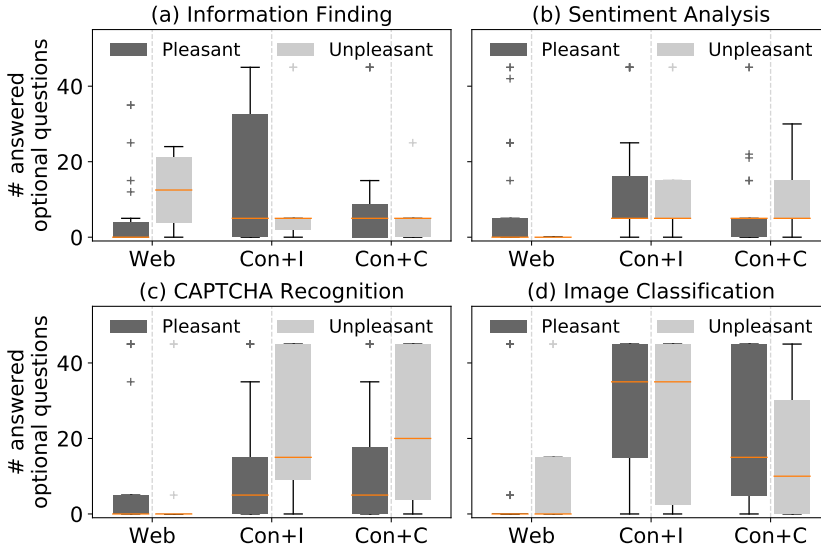 (a) Information Finding
(b) Sentiment Analysis
# answered
optional questions
40
20
0
Pleasant Unpleasant
Pleasant Unpleasant
Web Con+I Con+C
Web Con+I Con+C
(c) CAPTCHA Recognition
(d) Image Classification
# answered
optional questions
40
20
0
Pleasant Unpleasant
Pleasant Unpleasant
Web Con+I Con+C
Web Con+I Con+C